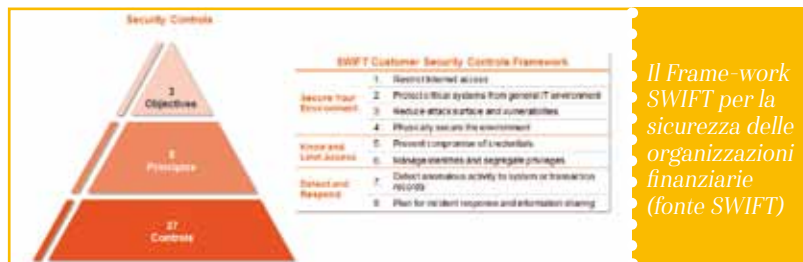 Security Controls
3
Objectives
8
Principles
27
Controls
SWIFT Customer Security Controls Framework
Secure Your
Environment
1. Restrict Internet access
2. Protect critical systems from general IT environment
3. Reduce attack surface and vulnerabilities
4. Physically secure the environment
Know and
Limit Access
5. Prevent compromise of credentials
6. Manage identities and segregate privileges
Detect and
Respond
7. Detect anomalous activity to system or transaction
records
8. Plan for incident response and information sharing
Il Frame-work
SWIFT per la
sicurezza delle
organizzazioni
finanziarie
(fonte SWIFT)